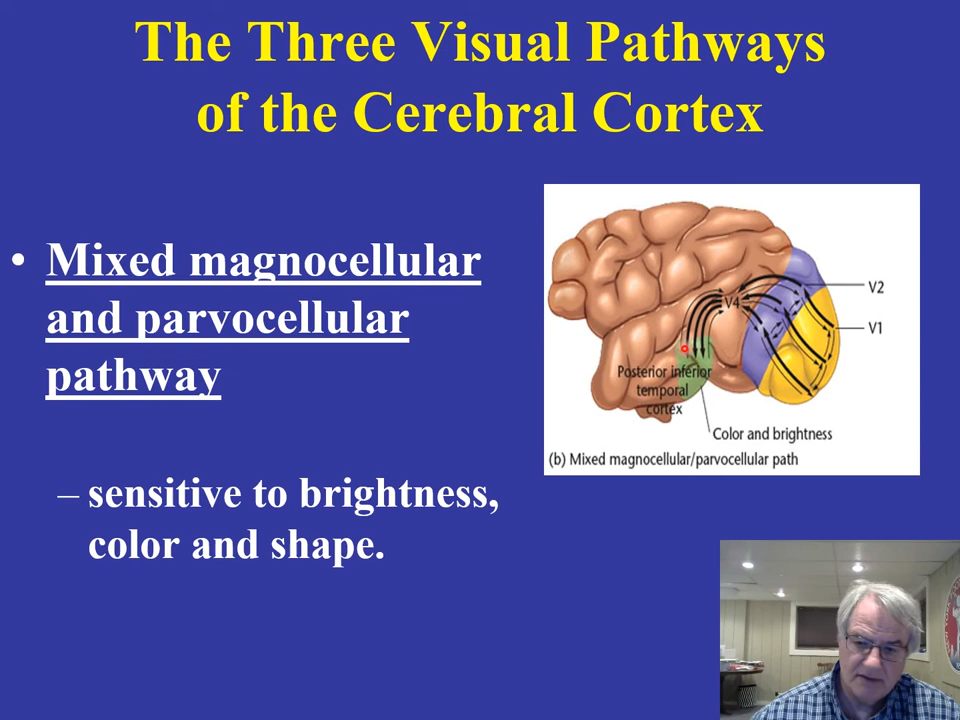 The Three Visual Pathways
of the Cerebral Cortex
• Mixed magnocellular
and parvocellular
pathway
– sensitive to brightness,
color and shape.
V2
V4
V1
Posterior inferior
temporal
cortex
Color and brightness
(b) Mixed magnocellular/parvocellular path